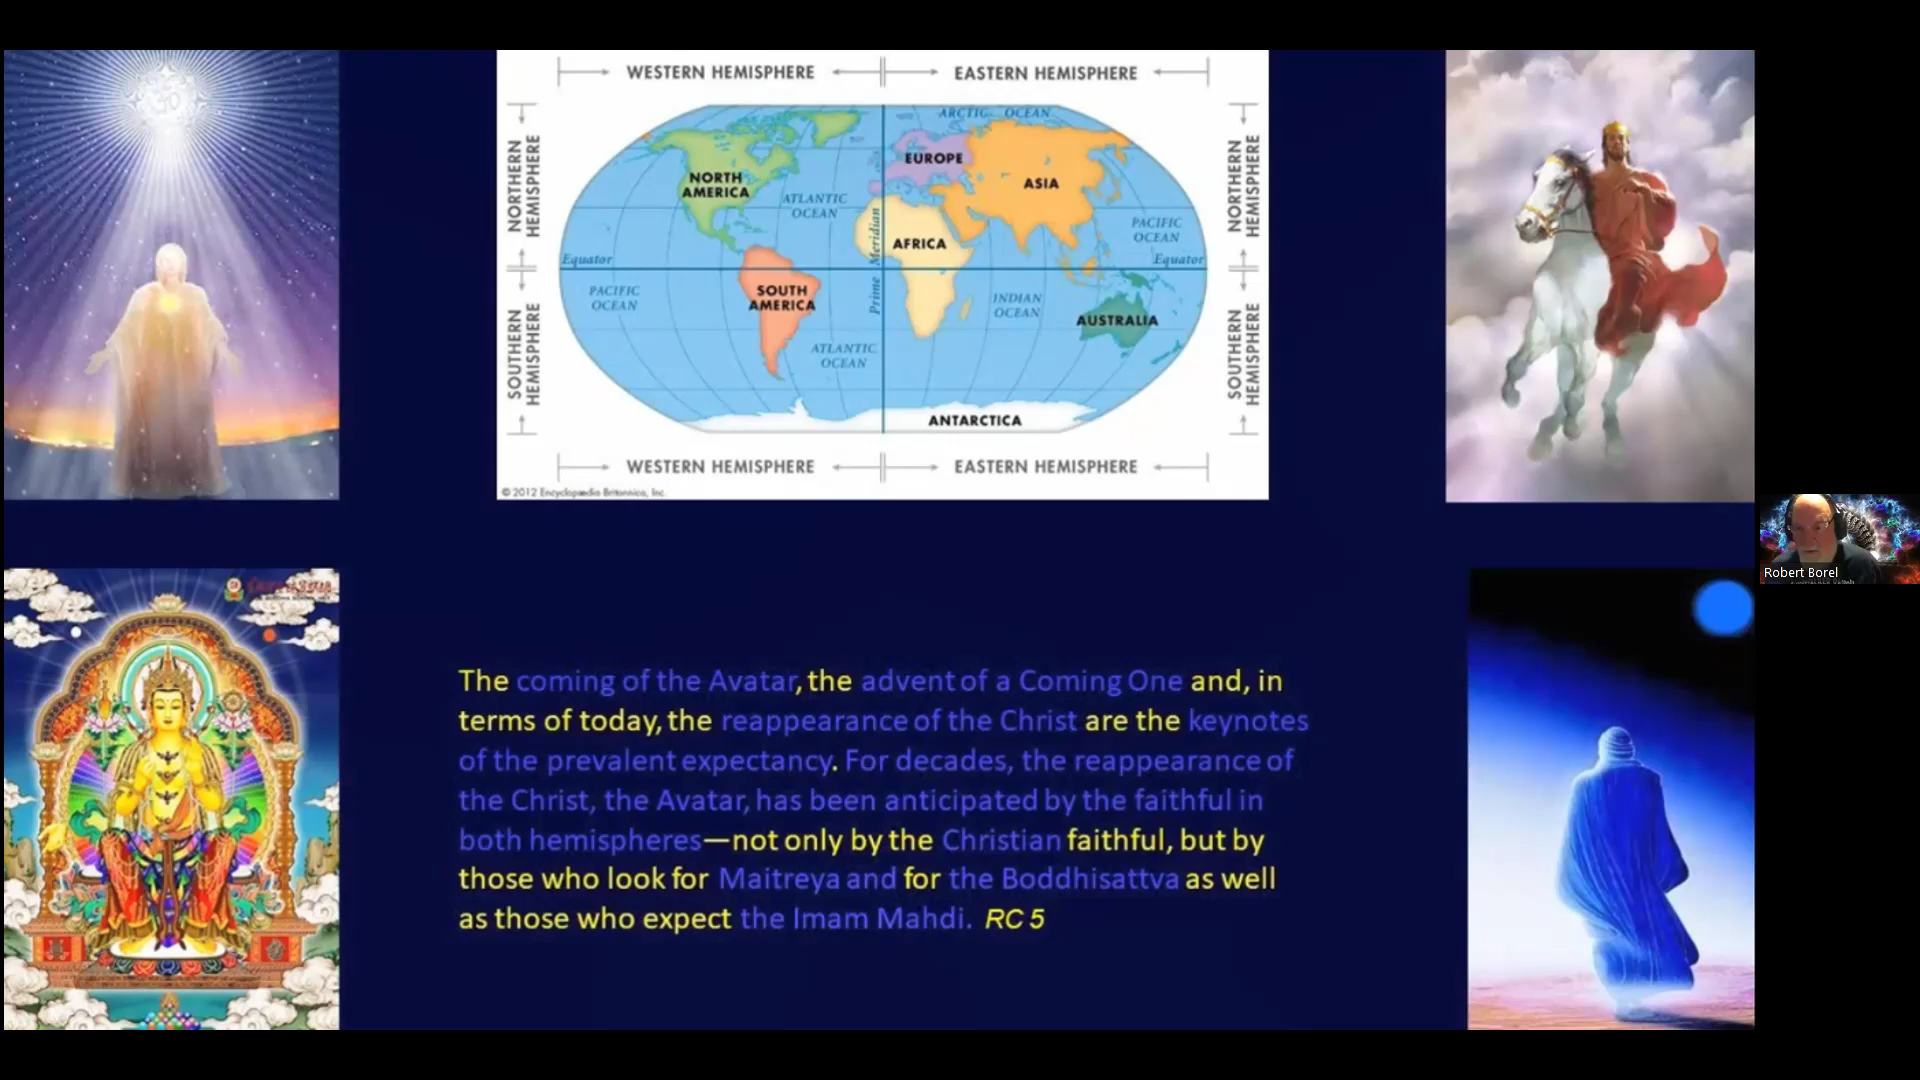 WESTERN HEMISPHERE
EASTERN HEMISPHERE
NORTHERN
HEMISPHERE
SOUTHERN
HEMISPHERE
NORTHERN
HEMISPHERE
SOUTHERN
HEMISPHERE
ARCTIC OCEAN
NORTH
AMERICA
EUROPE
ASIA
ATLANTIC
OCEAN
PACIFIC
OCEAN
AFRICA
Equator
Equator
Prime Meridian
PACIFIC
OCEAN
SOUTH
AMERICA
INDIAN
OCEAN
AUSTRALIA
ATLANTIC
OCEAN
ANTARCTICA
WESTERN HEMISPHERE
EASTERN HEMISPHERE
© 2012 Encyclopædia Britannica, Inc.
Robert Borel
The coming of the Avatar, the advent of a Coming One and, in
terms of today, the reappearance of the Christ are the keynotes
of the prevalent expectancy. For decades, the reappearance of
the Christ, the Avatar, has been anticipated by the faithful in
both hemispheres—not only by the Christian faithful, but by
those who look for Maitreya and for the Boddhisattva as well
as those who expect the Imam Mahdi. RC 5